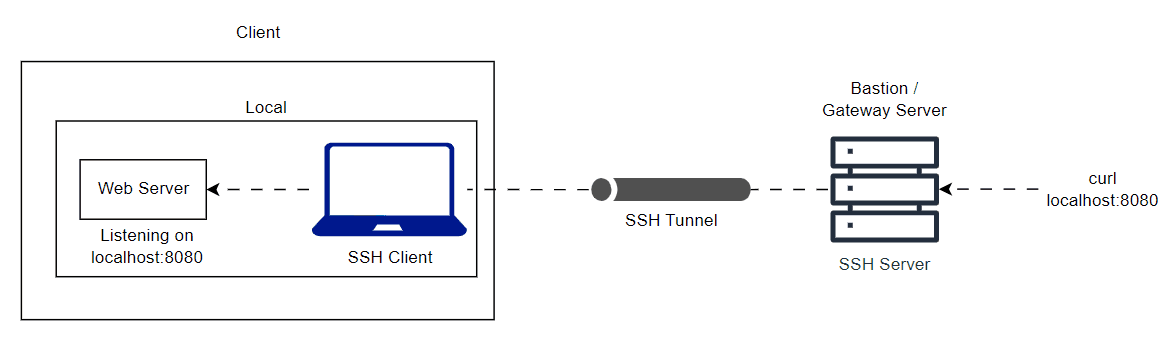 Client
Local
Web Server
Listening on
localhost:8080
SSH Client
SSH Tunnel
Bastion /
Gateway Server
SSH Server
curl
localhost:8080